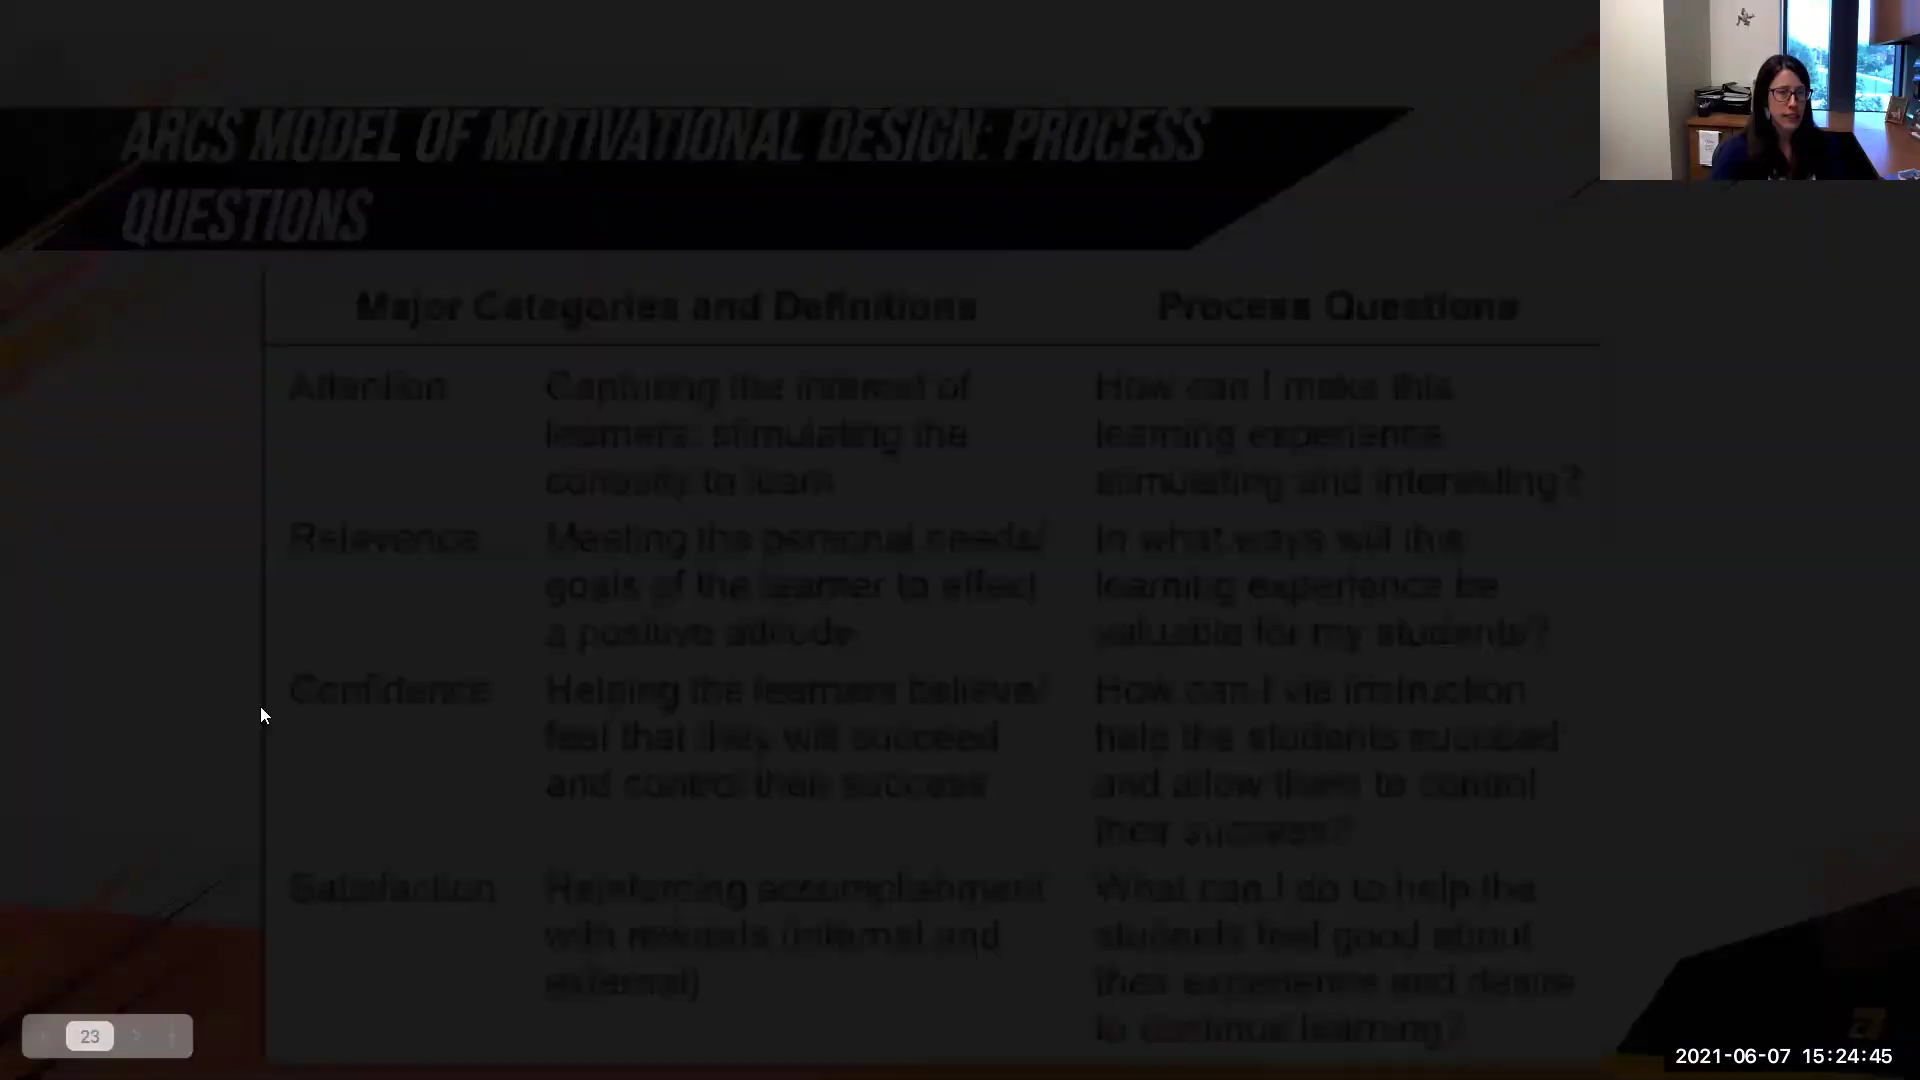 ARCS MODEL OF MOTIVATIONAL DESIGN: PROCESS
QUESTIONS
Major Categories and Definitions Process Questions
Attention Capturing the interest of How can I make this
learners; stimulating the learning experience
curiosity to learn stimulating and interesting?
Relevance Meeting the personal needs/ In what ways will this
goals of the learner to effect learning experience be
a positive attitude valuable for my students?
Confidence Helping the learners believe/ How can I via instruction
feel that they will succeed help the students succeed
and control their success and allow them to control
their success?
Satisfaction Reinforcing accomplishment What can I do to help the
with rewards (internal and students feel good about
external) their experience and desire
to continue learning?
23
2021-06-07 15:24:45